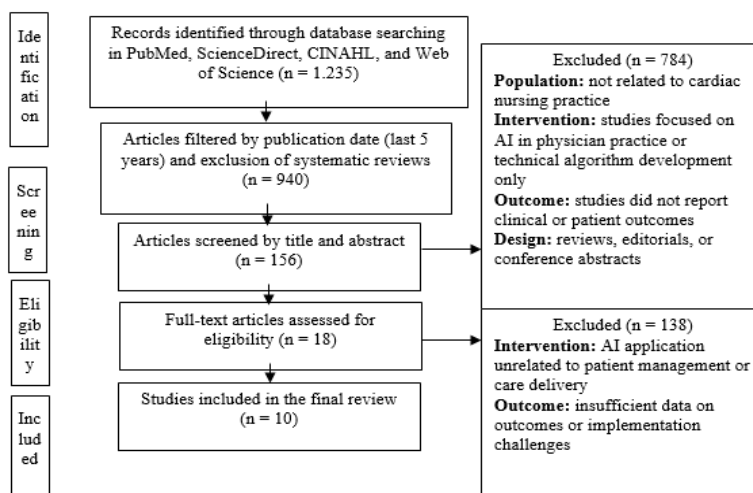 Ide
nti
fic
ati
on
Records identified through database searching
in PubMed, ScienceDirect, CINAHL, and Web
of Science (n = 1.235)
Articles filtered by publication date (last 5
years) and exclusion of systematic reviews
(n = 940)
Scr
ee
ning
Articles screened by title and abstract
(n = 156)
Excluded (n = 784)
Population: not related to cardiac
nursing practice
Intervention: studies focused on
AI in physician practice or
technical algorithm development
only
Outcome: studies did not report
clinical or patient outcomes
Design: reviews, editorials, or
conference abstracts
Eli
gib
ilit
y
Full-text articles assessed for
eligibility (n = 18)
Excluded (n = 138)
Intervention: AI application
unrelated to patient management or
care delivery
Outcome: insufficient data on
outcomes or implementation
challenges
Incl
ud
ed
Studies included in the final review
(n = 10)